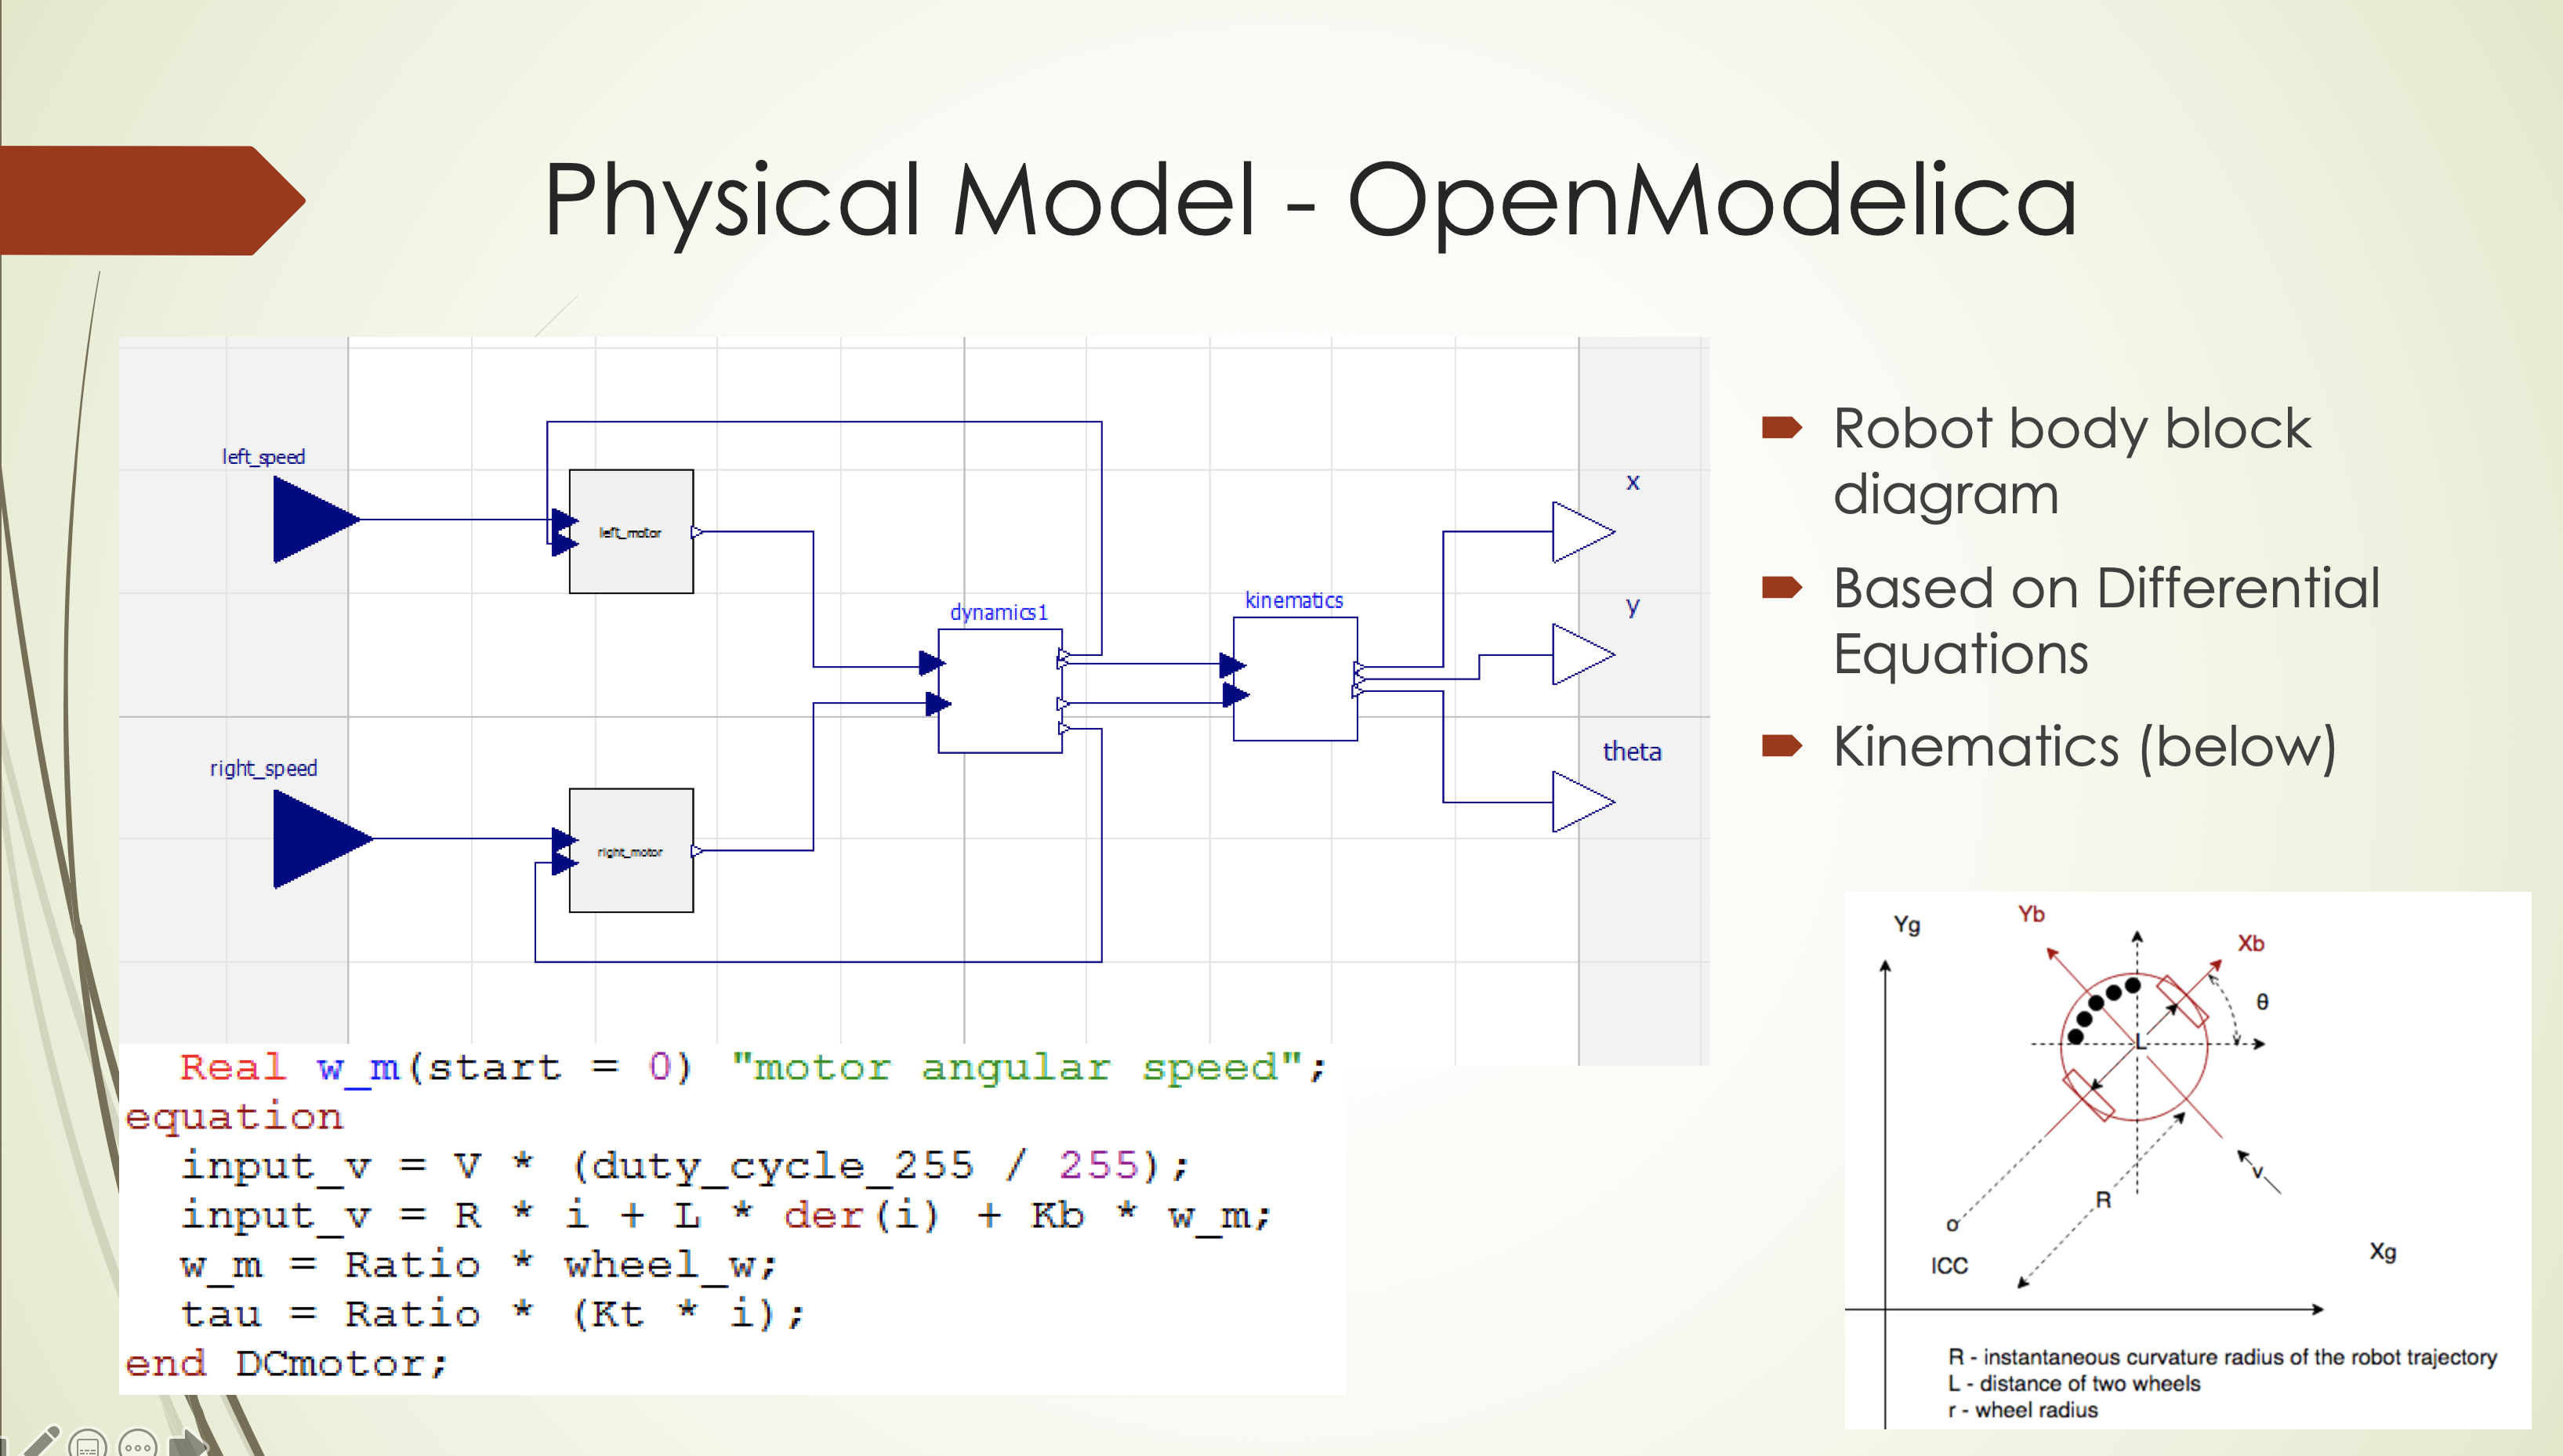 Physical Model - OpenModelica
left_speed
left_motor
right_speed
right_motor
dynamics1
kinematics
x
y
theta
Robot body block
diagram
Based on Differential
Equations
Kinematics (below)
Real w_m(start = 0) "motor angular speed";
equation
input_v = V * (duty_cycle_255 / 255);
input_v = R * i + L * der(i) + Kb * w_m;
w_m = Ratio * wheel_w;
tau = Ratio * (Kt * i);
end DCmotor;
Yg
Yb
Xb
θ
L
v
R
o
ICC
Xg
R - instantaneous curvature radius of the robot trajectory
L - distance of two wheels
r - wheel radius